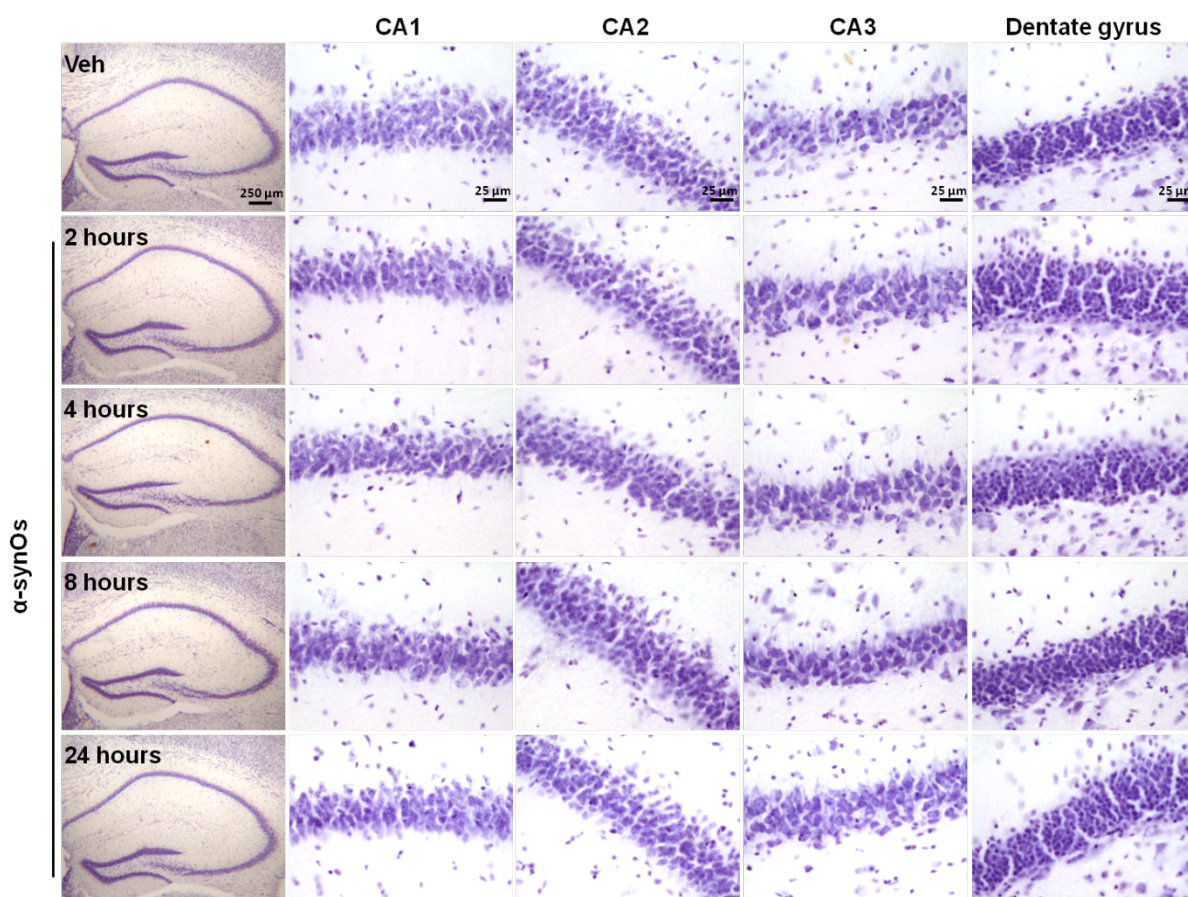 CA1
CA2
CA3
Dentate gyrus
Veh
250 µm
25 µm
25 µm
25 µm
25 µm
2 hours
4 hours
8 hours
24 hours
α-synOs